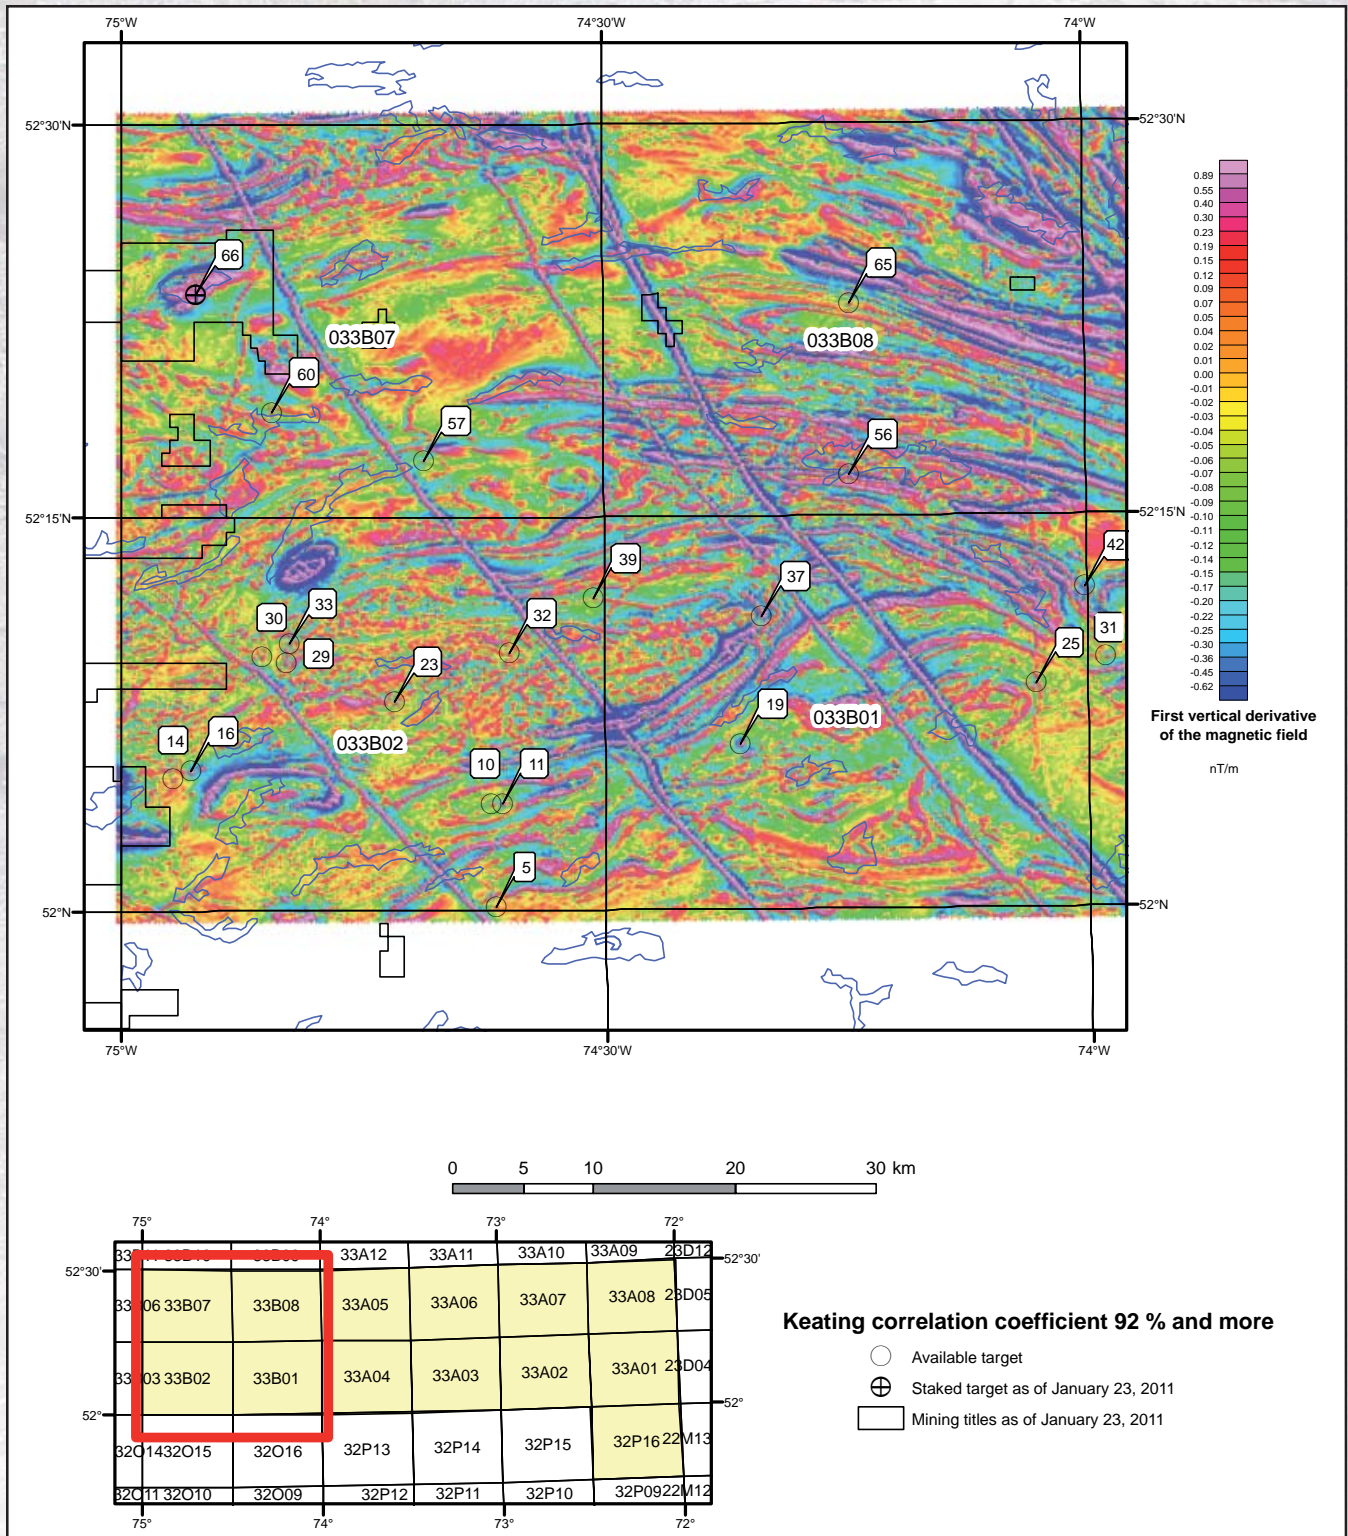 75°W 74°30'W 74°W
52°30'N 52°30'N
66
65
033B07
033B08
60
57
56
52°15'N 52°15'N
42
39
37
33
30
32
31
29
25
23
19
033B01
16
14
033B02
10 11
5
52°N 52°N
75°W 74°30'W 74°W
0.89
0.55
0.40
0.30
0.23
0.19
0.15
0.12
0.09
0.07
0.05
0.04
0.02
0.01
0.00
-0.01
-0.02
-0.03
-0.04
-0.05
-0.06
-0.07
-0.08
-0.09
-0.10
-0.11
-0.12
-0.14
-0.15
-0.17
-0.20
-0.22
-0.25
-0.30
-0.36
-0.45
-0.62
First vertical derivative
of the magnetic field
nT/m
0 5 10 20 30 km
75° 74° 73° 72°
33A12 33A11 33A10 33A09 23D12
52°30' 52°30'
33B07 33B08 33A05 33A06 33A07 33A08 23D05
33B02 33B01 33A04 33A03 33A02 33A01 23D04
52° 52°
32O14 32O15 32O16 32P13 32P14 32P15 32P16 22M13
32O11 32O10 32O09 32P12 32P11 32P10 32P09 22M12
75° 74° 73° 72°
Keating correlation coefficient 92 % and more
Available target
Staked target as of January 23, 2011
Mining titles as of January 23, 2011